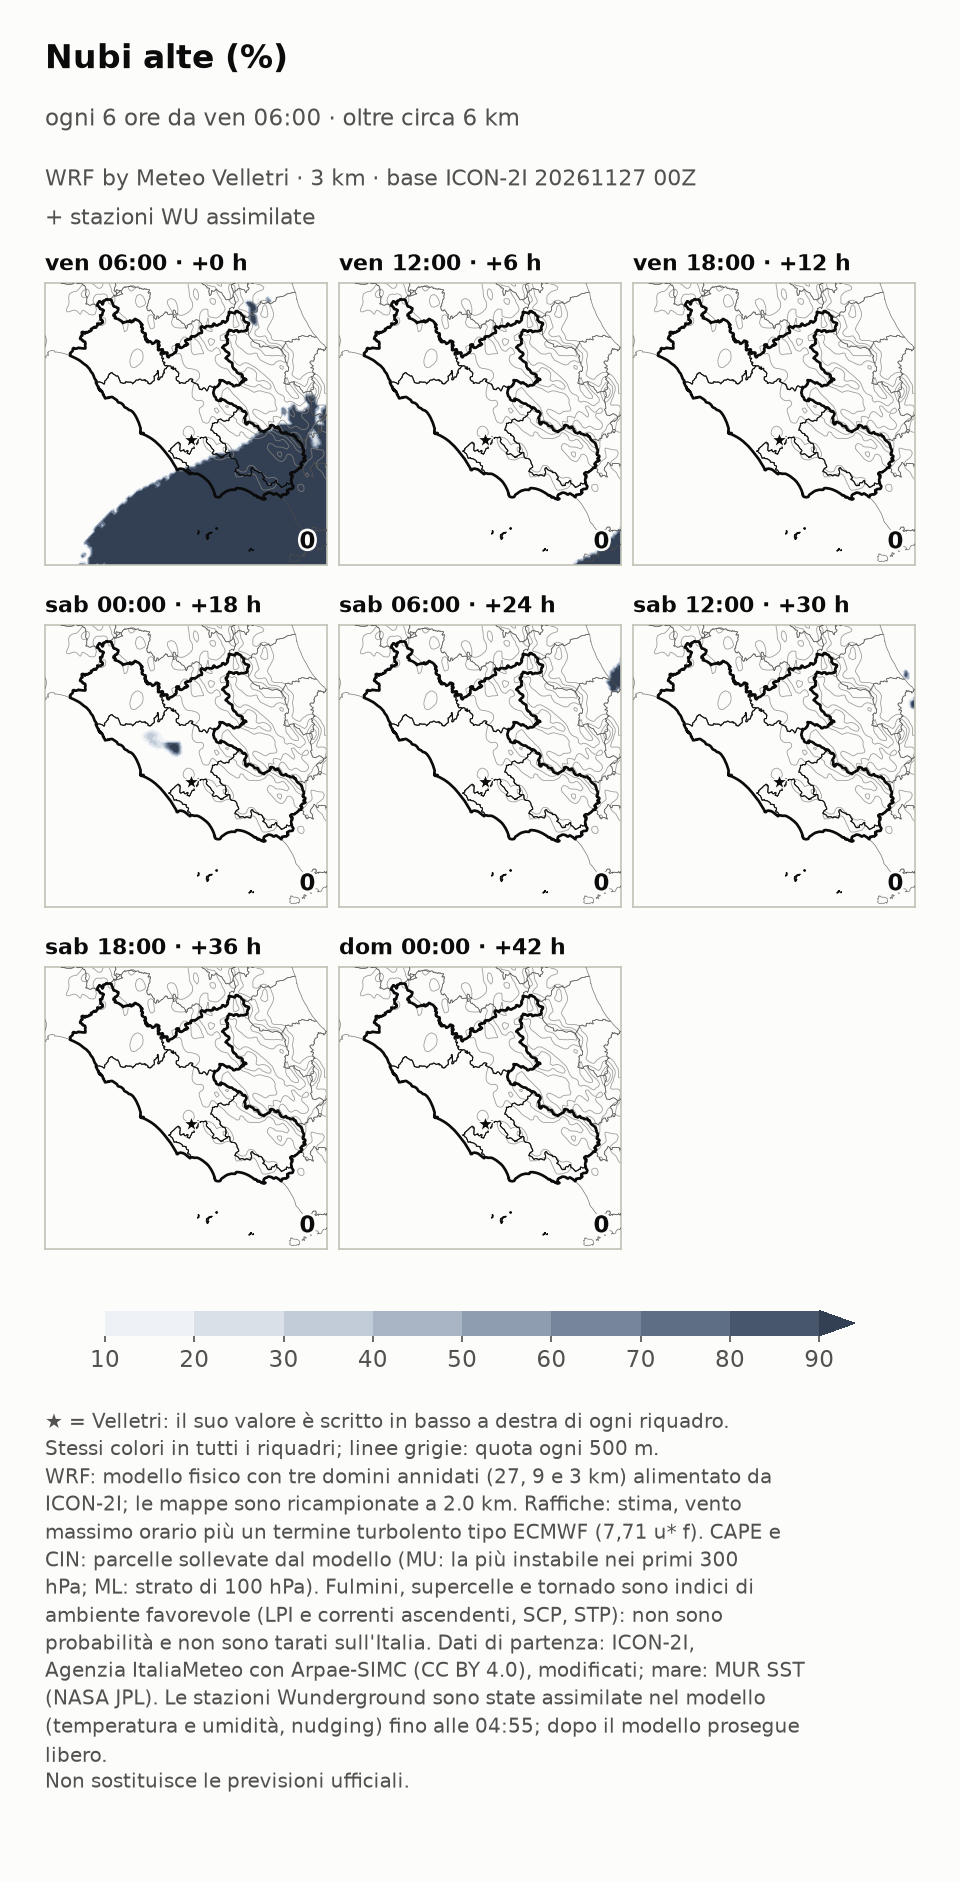 Nubi alte (%)
ogni 6 ore da ven 06:00 · oltre circa 6 km
WRF by Meteo Velletri · 3 km · base ICON-2I 20261127 00Z
+ stazioni WU assimilate
ven 06:00 · +0 h
ven 12:00 · +6 h
ven 18:00 · +12 h
0
0
0
sab 00:00 · +18 h
sab 06:00 · +24 h
sab 12:00 · +30 h
0
0
0
sab 18:00 · +36 h
dom 00:00 · +42 h
0
0
10 20 30 40 50 60 70 80 90
★ = Velletri: il suo valore è scritto in basso a destra di ogni riquadro.
Stessi colori in tutti i riquadri; linee grigie: quota ogni 500 m.
WRF: modello fisico con tre domini annidati (27, 9 e 3 km) alimentato da
ICON-2I; le mappe sono ricampionate a 2.0 km. Raffiche: stima, vento
massimo orario più un termine turbolento tipo ECMWF (7,71 u* f). CAPE e
CIN: parcelle sollevate dal modello (MU: la più instabile nei primi 300
hPa; ML: strato di 100 hPa). Fulmini, supercelle e tornado sono indici di
ambiente favorevole (LPI e correnti ascendenti, SCP, STP): non sono
probabilità e non sono tarati sull'Italia. Dati di partenza: ICON-2I,
Agenzia ItaliaMeteo con Arpae-SIMC (CC BY 4.0), modificati; mare: MUR SST
(NASA JPL). Le stazioni Wunderground sono state assimilate nel modello
(temperatura e umidità, nudging) fino alle 04:55; dopo il modello prosegue
libero.
Non sostituisce le previsioni ufficiali.